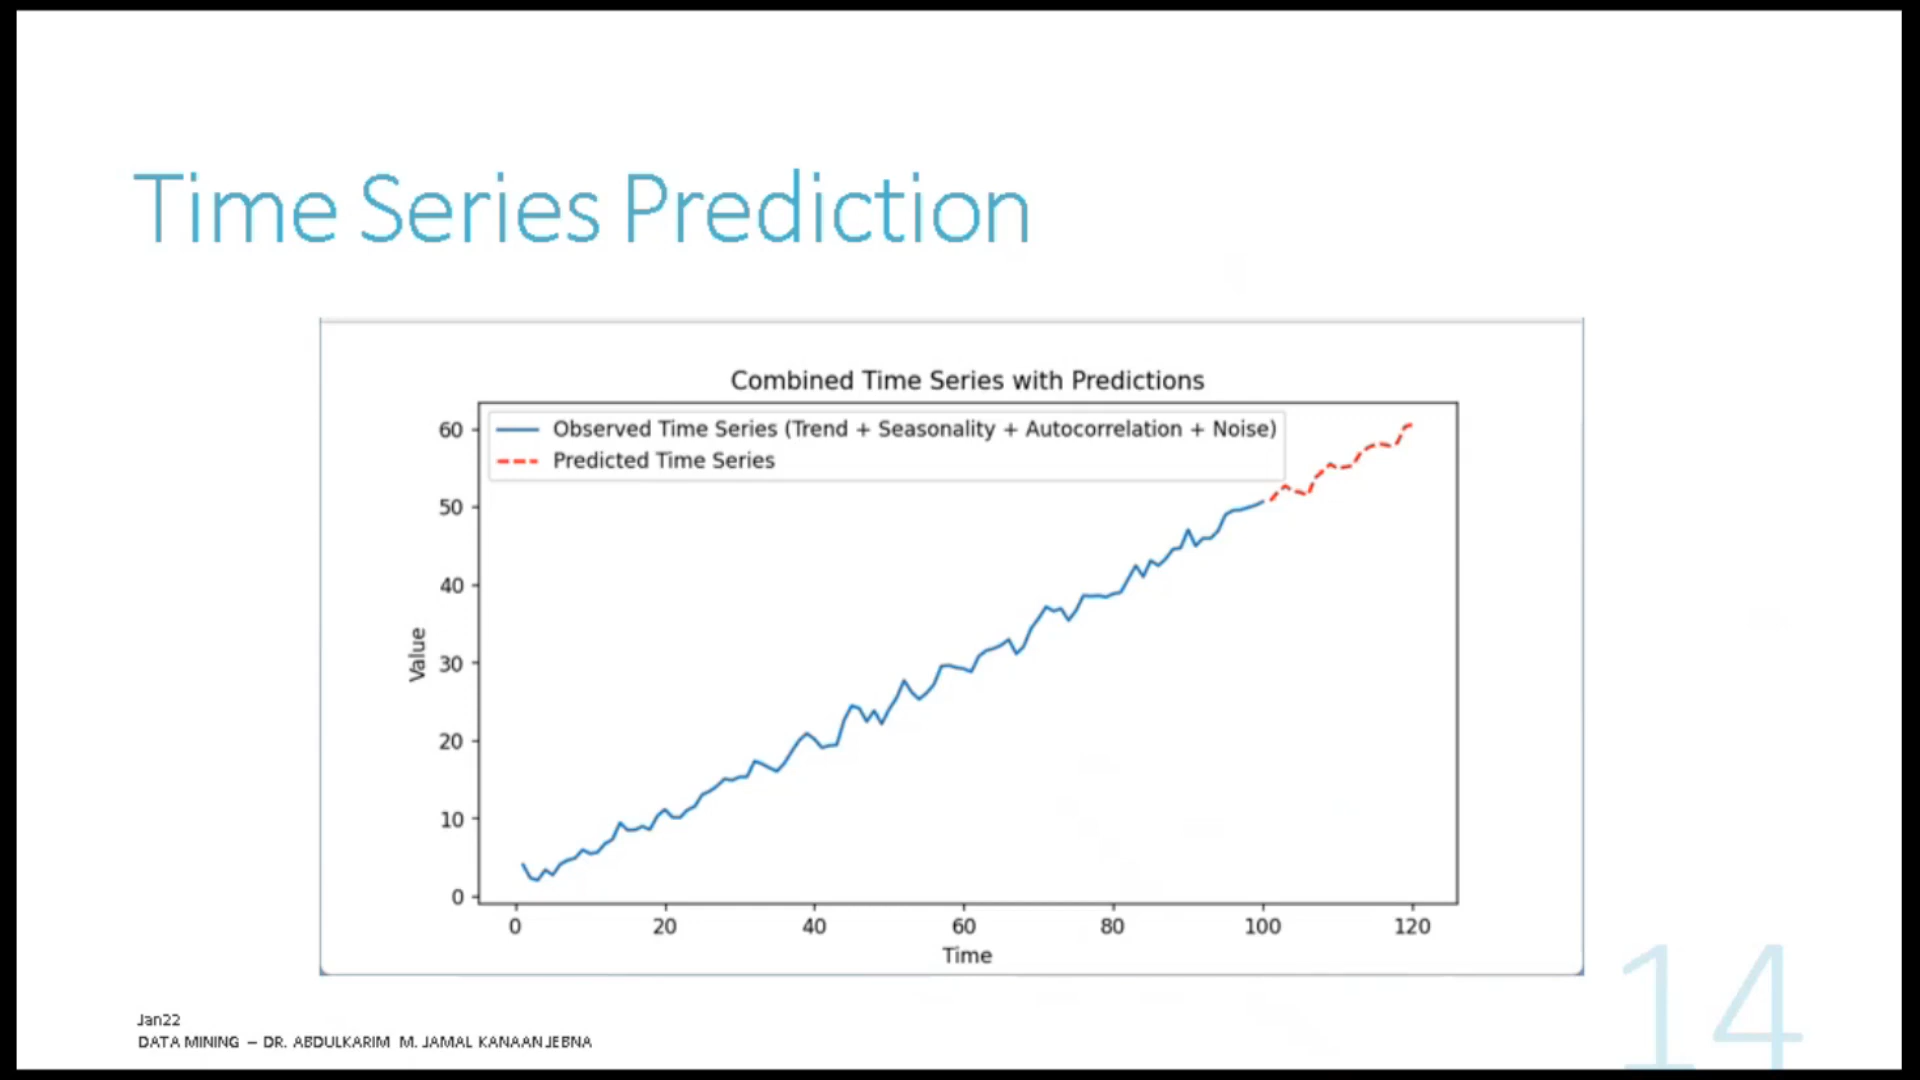 Time Series Prediction
Combined Time Series with Predictions
Observed Time Series (Trend + Seasonality + Autocorrelation + Noise)
Predicted Time Series
60
50
40
30
20
10
0
Value
0 20 40 60 80 100 120
Time
14
Jan22
DATA MINING – DR. ABDULKARIM M. JAMAL KANAAN JEBNA